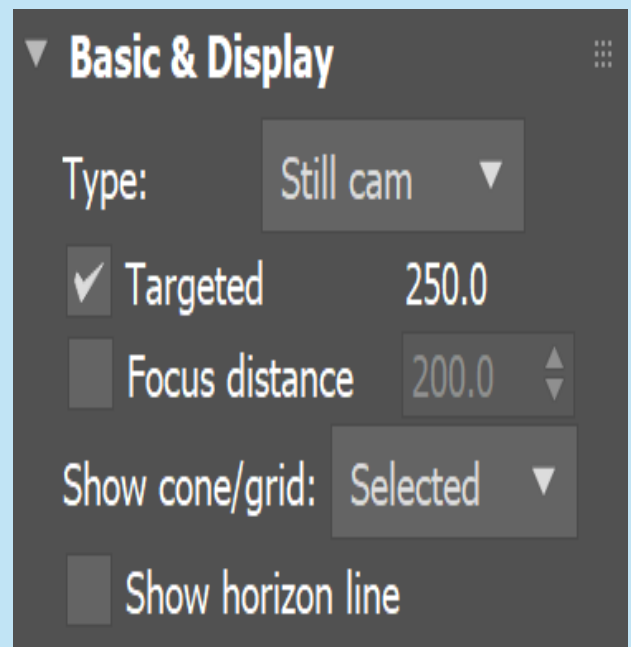 Basic & Display
Type: Still cam
Targeted 250.0
Focus distance 200.0
Show cone/grid: Selected
Show horizon line